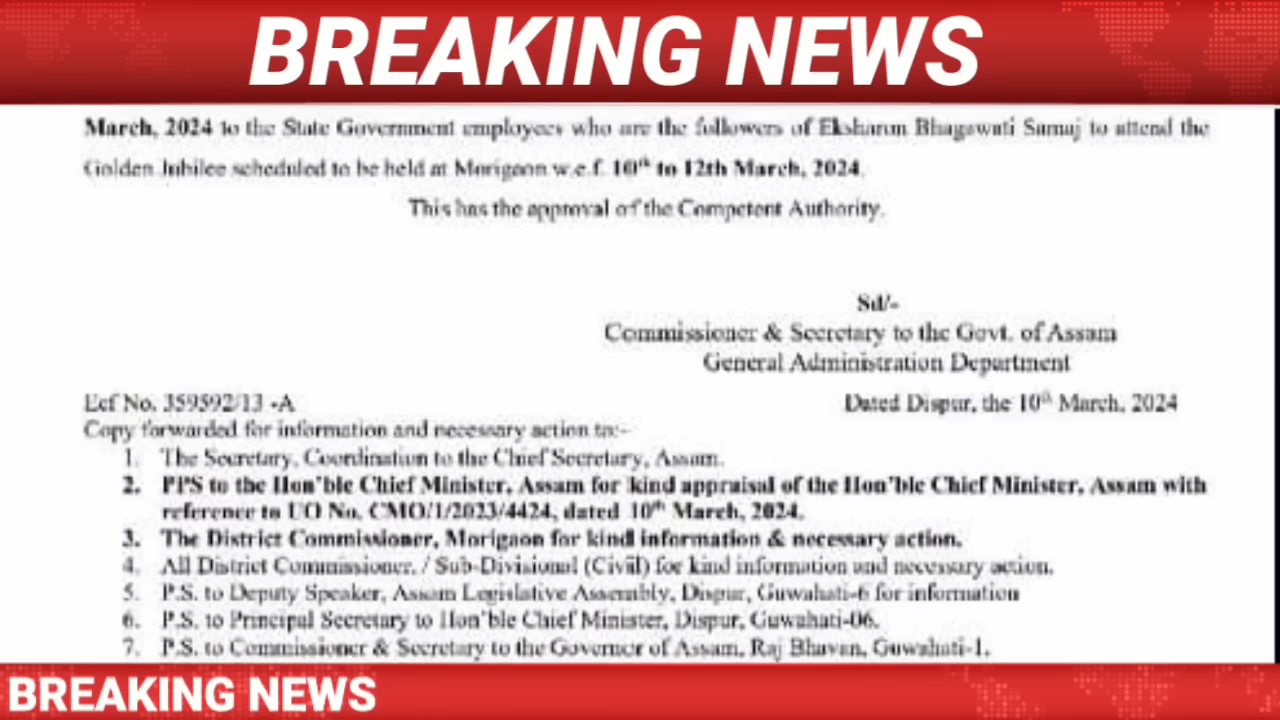 BREAKING NEWS
March, 2024 to the State Government employees who are the followers of Eksharun Bhagawati Samaj to attend the
Golden Jubilee scheduled to be held at Morigaon w.e.f. 10th to 12th March, 2024.
This has the approval of the Competent Authority.
Sd/-
Commissioner & Secretary to the Govt. of Assam
General Administration Department
Ecf No. 359592/13 -A Dated Dispur, the 10th March, 2024
Copy forwarded for information and necessary action to:-
1. The Secretary, Coordination to the Chief Secretary, Assam.
2. PPS to the Hon'ble Chief Minister, Assam for kind appraisal of the Hon'ble Chief Minister, Assam with
reference to UO No. CMO/1/2023/4424, dated 10th March, 2024.
3. The District Commissioner, Morigaon for kind information & necessary action.
4. All District Commissioner. / Sub-Divisional (Civil) for kind information and necessary action.
5. P.S. to Deputy Speaker, Assam Legislative Assembly, Dispur, Guwahati-6 for information
6. P.S. to Principal Secretary to Hon'ble Chief Minister, Dispur, Guwahati-06.
7. P.S. to Commissioner & Secretary to the Governor of Assam, Raj Bhavan, Guwahati-1.
BREAKING NEWS